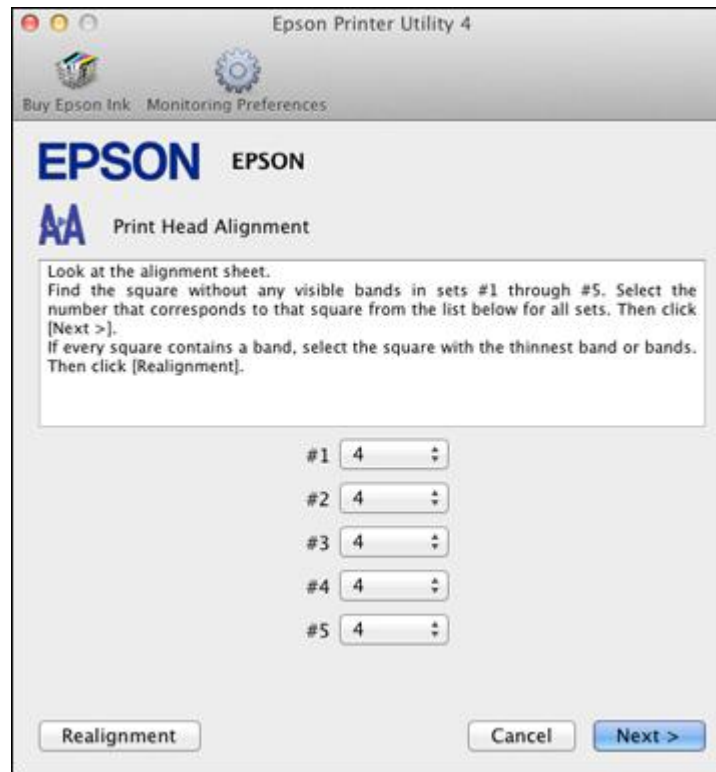 Epson Printer Utility 4
Buy Epson Ink Monitoring Preferences
EPSON EPSON
AA Print Head Alignment
Look at the alignment sheet.
Find the square without any visible bands in sets #1 through #5. Select the
number that corresponds to that square from the list below for all sets. Then click
[Next >].
If every square contains a band, select the square with the thinnest band or bands.
Then click [Realignment].
#1 4
#2 4
#3 4
#4 4
#5 4
Realignment Cancel Next >